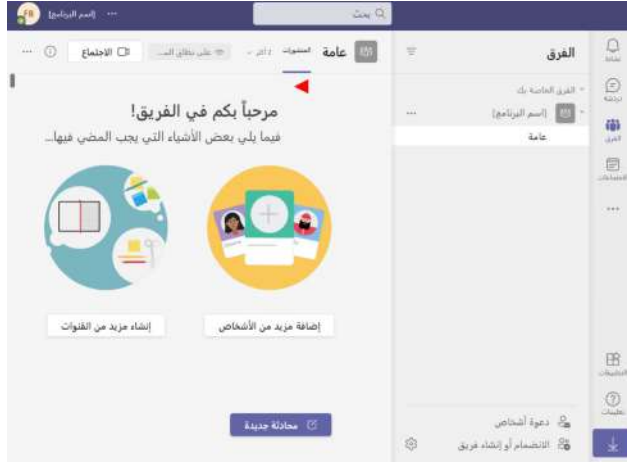 بحث
[اسم البرنامج]
FR
نشاط
دردشة
الفرق
...
التطبيقات
تعليمات
الفرق
الفرق الخاصة بك
[اسم البرنامج]
عامة
دعوة أشخاص
الانضمام أو إنشاء فريق
عامة
المنشورات
الاجتماع
مرحباً بكم في الفريق!
فيما يلي بعض الأشياء التي يجب المضي فيها...
إضافة مزيد من الأشخاص
إنشاء مزيد من القنوات
محادثة جديدة